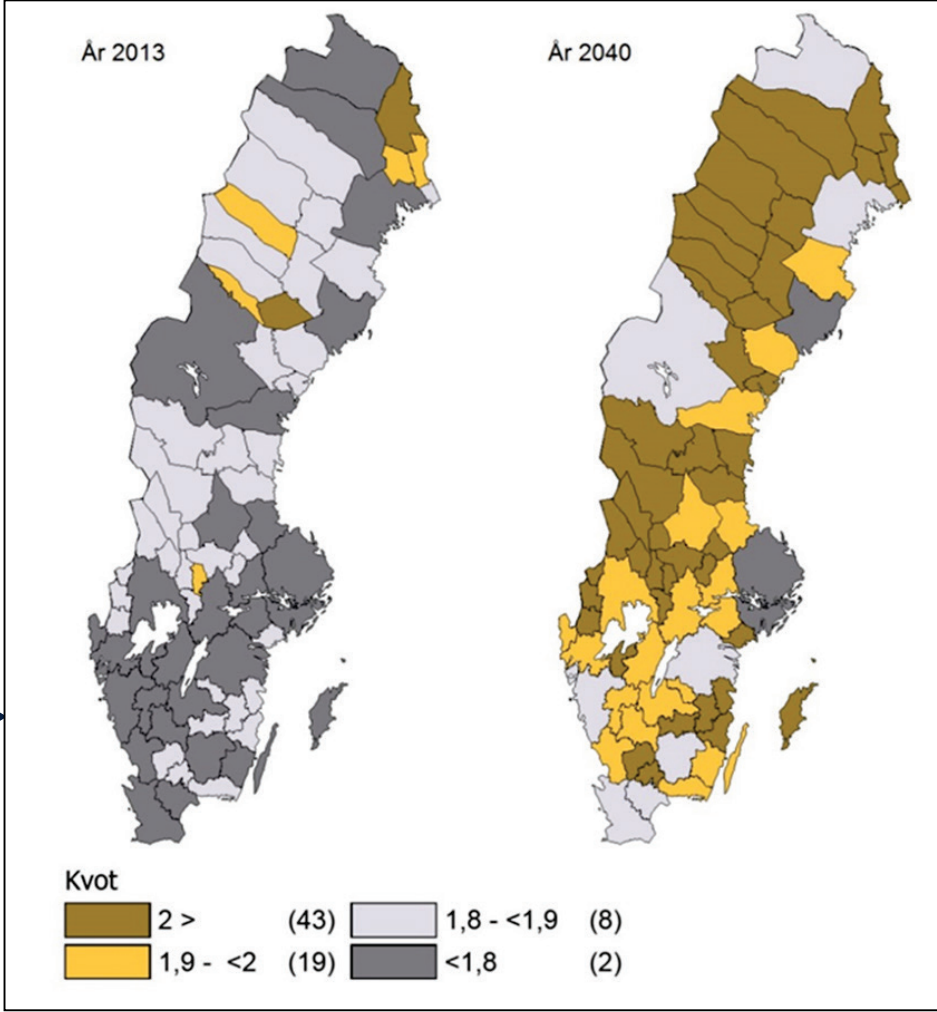 År 2013
År 2040
Kvot
2 > (43)
1,8 - <1,9 (8)
1,9 - <2 (19)
<1,8 (2)